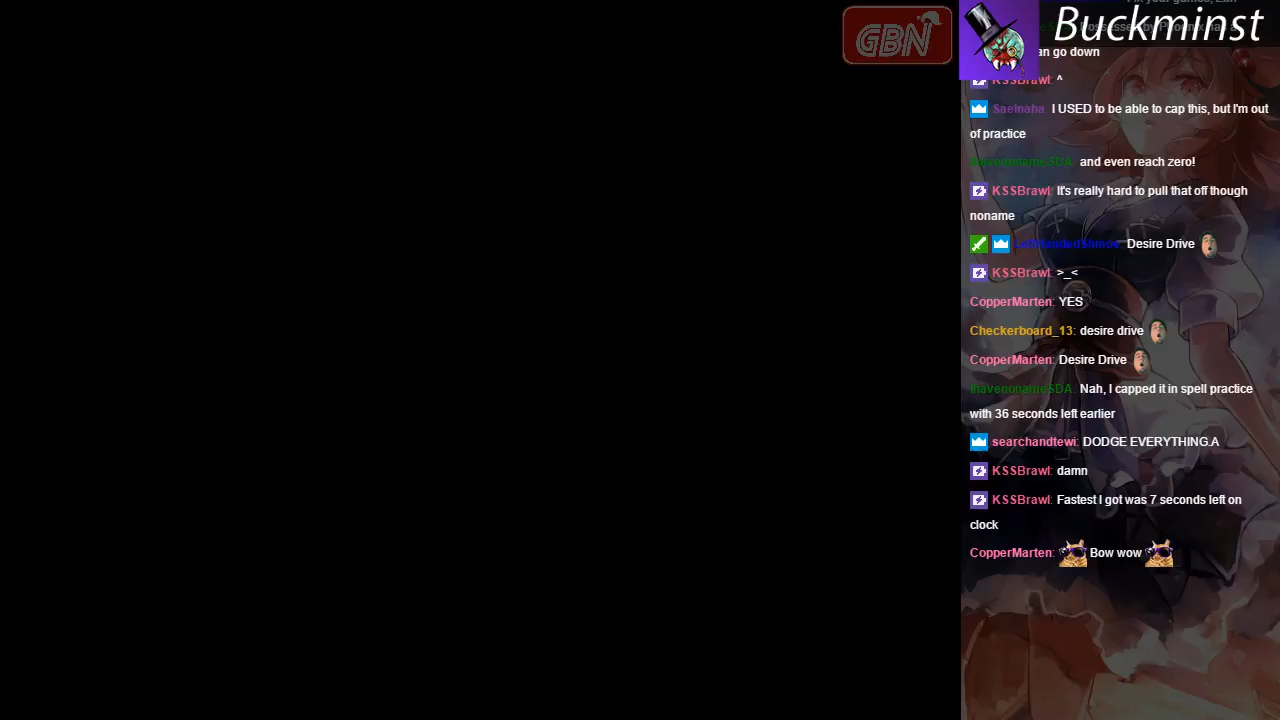 GBN
Buckminst
an go down
KSSBrawl: ^
Saelnaha: I USED to be able to cap this, but I'm out
of practice
IhavenonameSDA: and even reach zero!
KSSBrawl: It's really hard to pull that off though
noname
Desire Drive
KSSBrawl: >_<
CopperMarten: YES
Checkerboard_13: desire drive
CopperMarten: Desire Drive
IhavenonameSDA: Nah, I capped it in spell practice
with 36 seconds left earlier
searchandtewi: DODGE EVERYTHING.A
KSSBrawl: damn
KSSBrawl: Fastest I got was 7 seconds left on
clock
CopperMarten: Bow wow